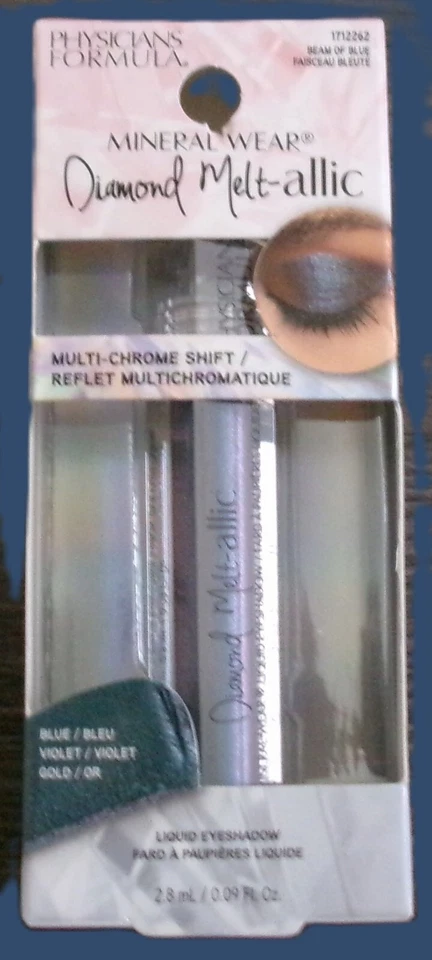 PHYSICIANS
FORMULA®
1712262
BEAM OF BLUE
FAISCEAU BLEUTÉ
MINERAL WEAR®
Diamond Melt-allic
MULTI-CHROME SHIFT /
REFLET MULTICHROMATIQUE
PHYSICIANS
Diamond Melt-allic
BLUE / BLEU
VIOLET / VIOLET
GOLD / OR
LIQUID EYESHADOW
FARD À PAUPIÈRES LIQUIDE
2.8 mL / 0.09 Fl. Oz.